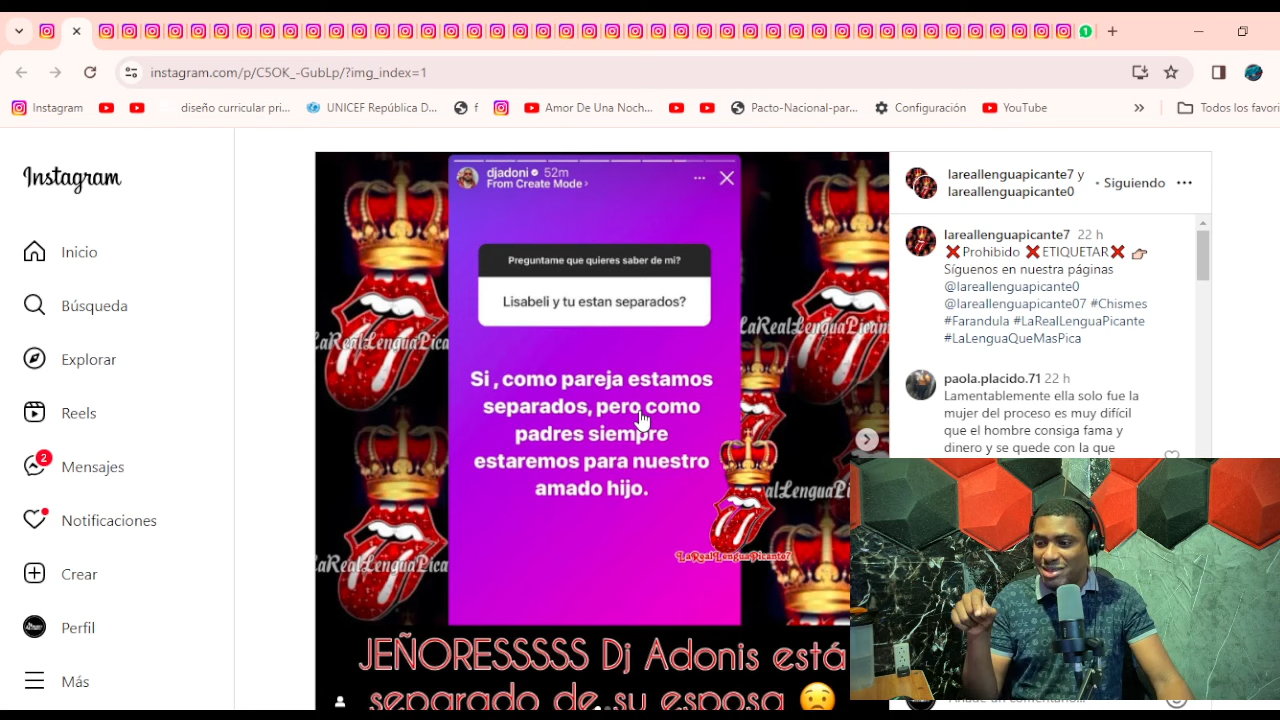 instagram.com/p/C5OK_-GubLp/?img_index=1
Instagram
diseño curricular pri...
UNICEF República D...
f
Amor De Una Noch...
Pacto-Nacional-par...
Configuración
YouTube
»
Todos los favori
Instagram
Inicio
Búsqueda
Explorar
Reels
2
Mensajes
Notificaciones
Crear
Perfil
Más
djadoni 52m
From Create Mode ›
Preguntame que quieres saber de mi?
Lisabeli y tu estan separados?
Si , como pareja estamos
separados, pero como
padres siempre
estaremos para nuestro
amado hijo.
LaRealLenguaPicante7
JEÑORESSSSS Dj Adonis está
separado de su esposa 😟
lareallenguapicante7 y
lareallenguapicante0
• Siguiendo
lareallenguapicante7 22 h
❌Prohibido ❌ETIQUETAR❌ 👉
Síguenos en nuestra páginas
@lareallenguapicante0
@lareallenguapicante07 #Chismes
#Farandula #LaRealLenguaPicante
#LaLenguaQueMasPica
paola.placido.71 22 h
Lamentablemente ella solo fue la
mujer del proceso es muy difícil
que el hombre consiga fama y
dinero y se quede con la que